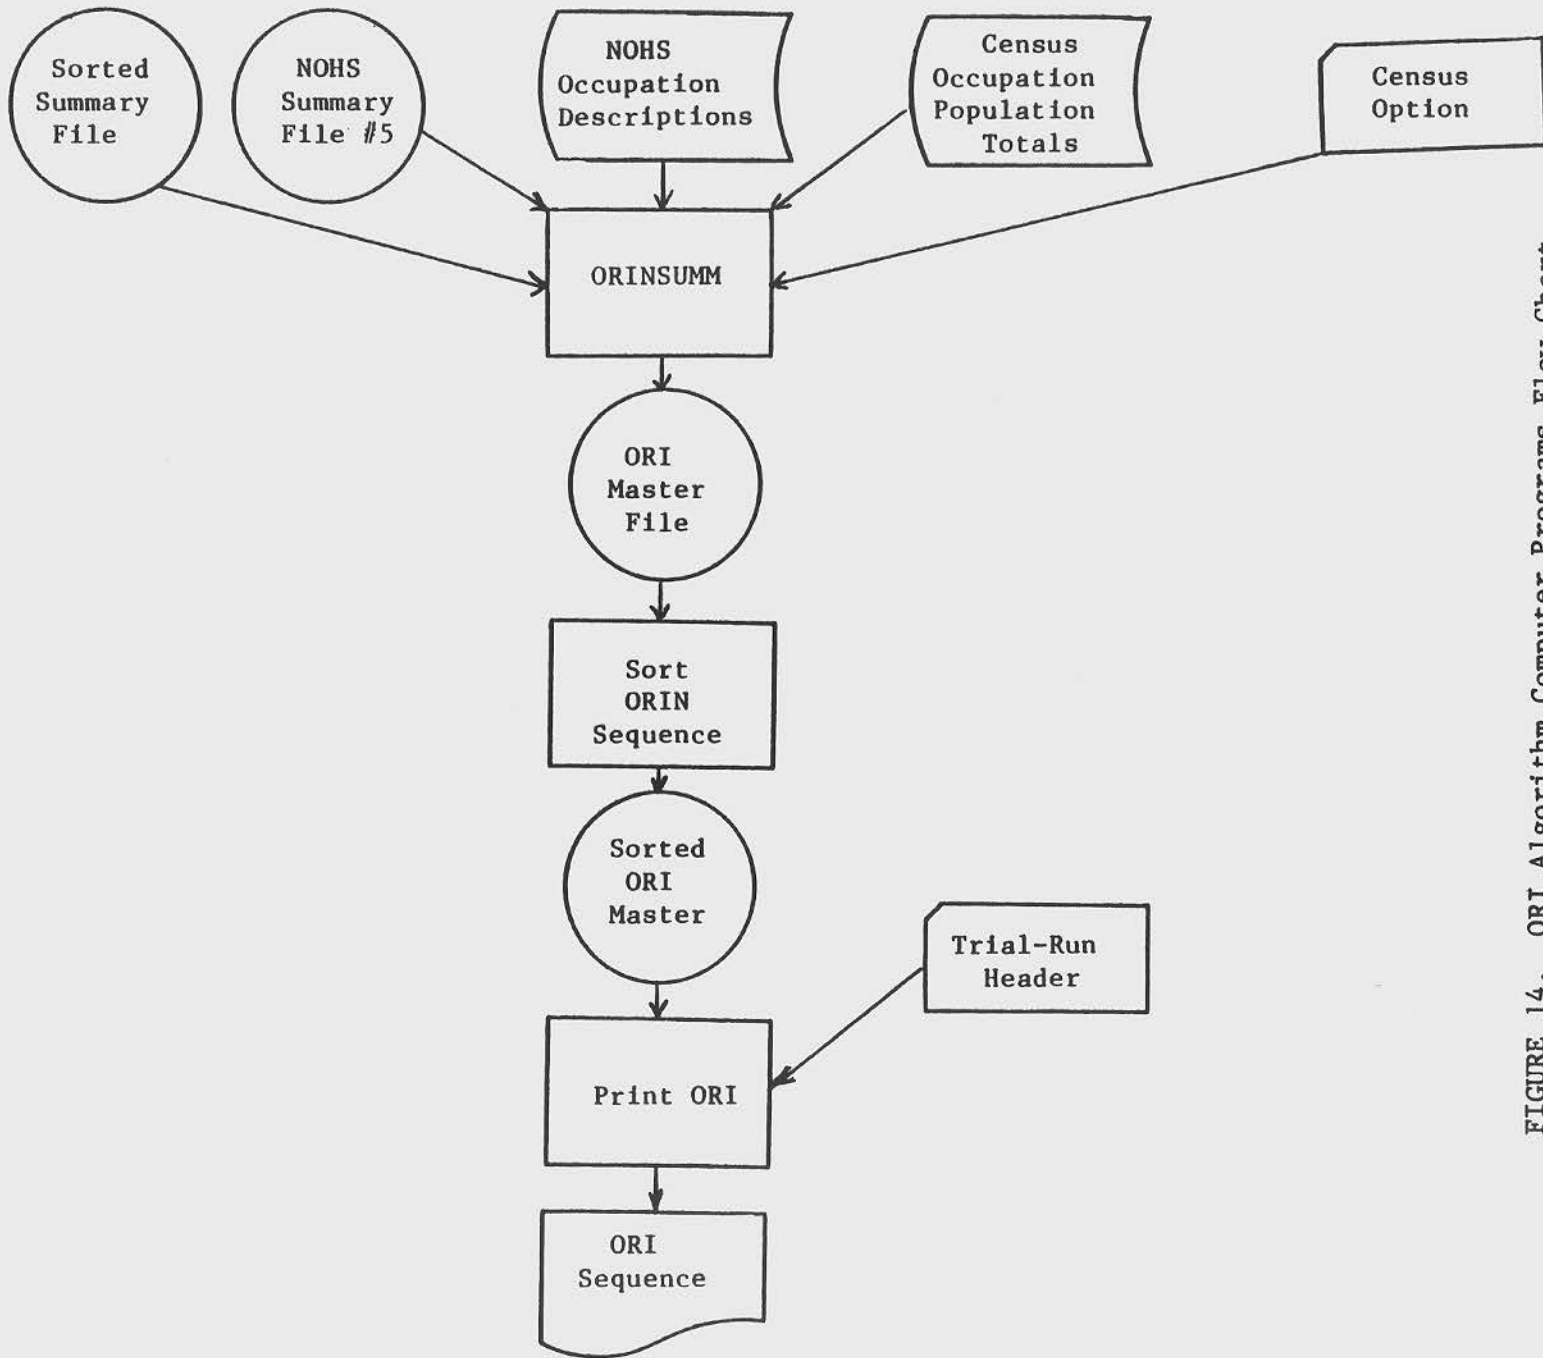 Sorted
Summary
File
NOHS
Summary
File #5
NOHS
Occupation
Descriptions
Census
Occupation
Population
Totals
Census
Option
ORINSUMM
ORI
Master
File
Sort
ORIN
Sequence
Sorted
ORI
Master
Trial-Run
Header
Print ORI
ORI
Sequence
FIGURE 14. ORI Algorithm Computer Programs Flow Chart